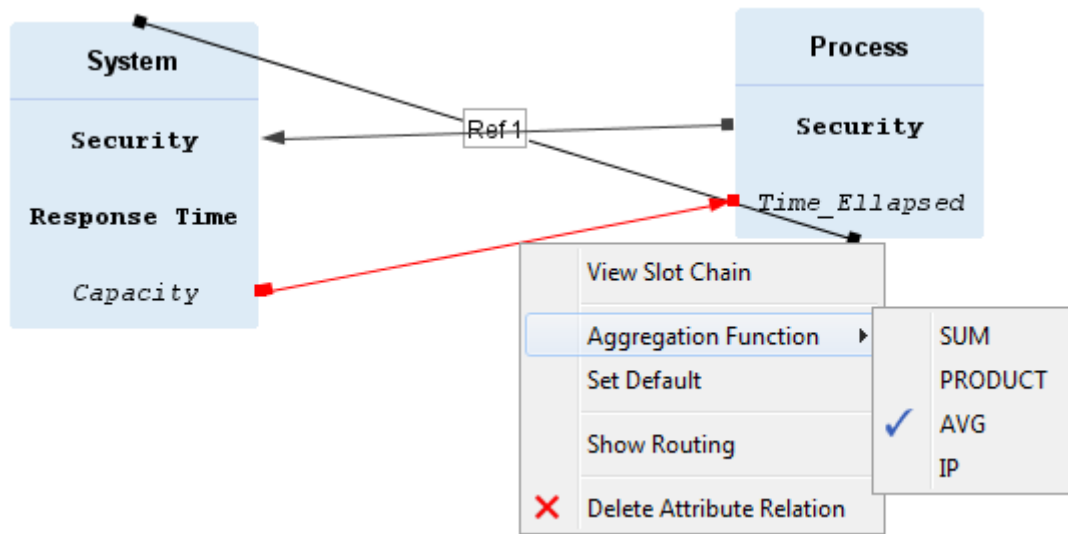 System
Security
Response Time
Capacity
Ref 1
Process
Security
Time_Ellapsed
View Slot Chain
Aggregation Function
Set Default
Show Routing
Delete Attribute Relation
SUM
PRODUCT
AVG
IP